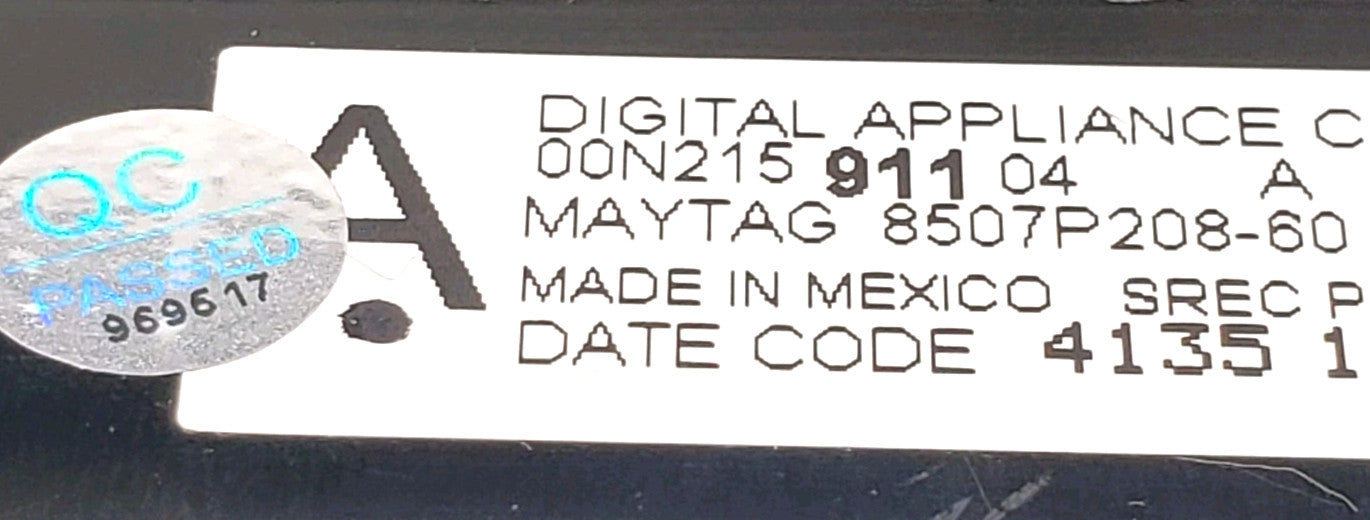 QC
PASSED
969617
A
DIGITAL APPLIANCE C
00N215 911 04 A
MAYTAG 8507P208-60
MADE IN MEXICO SREC P
DATE CODE 4135 1